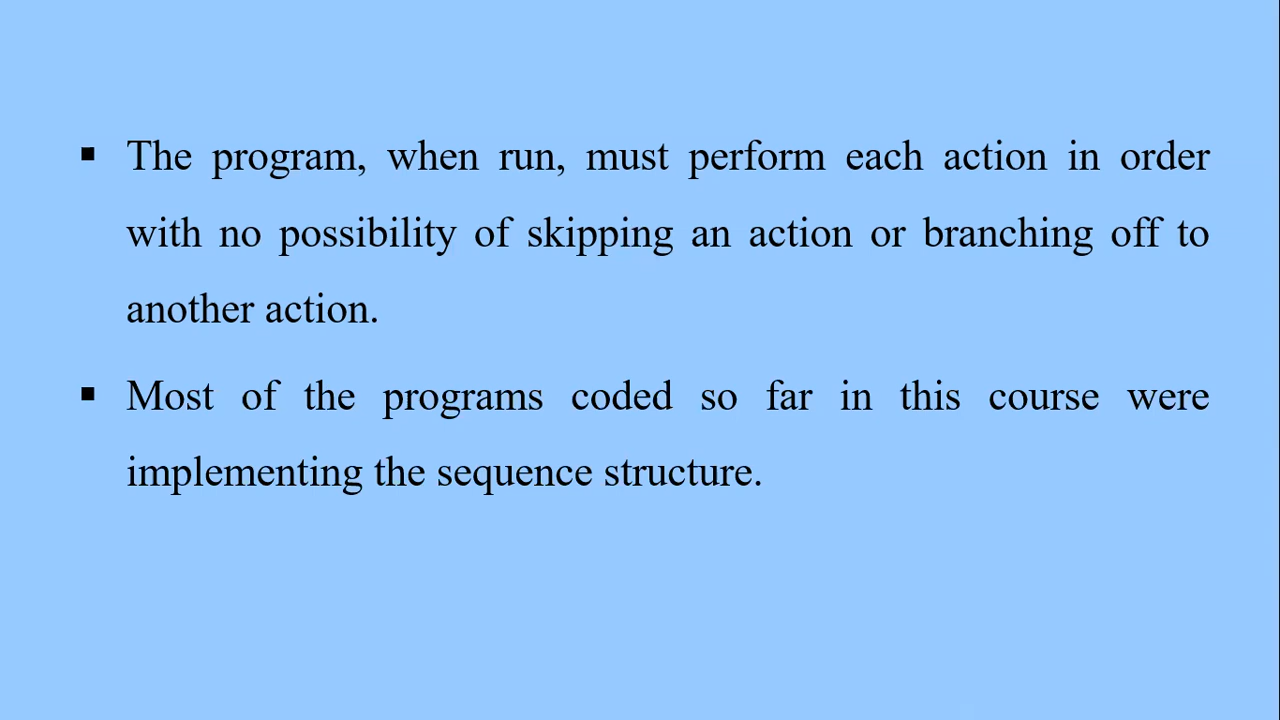 ▪ The program, when run, must perform each action in order
with no possibility of skipping an action or branching off to
another action.
▪ Most of the programs coded so far in this course were
implementing the sequence structure.